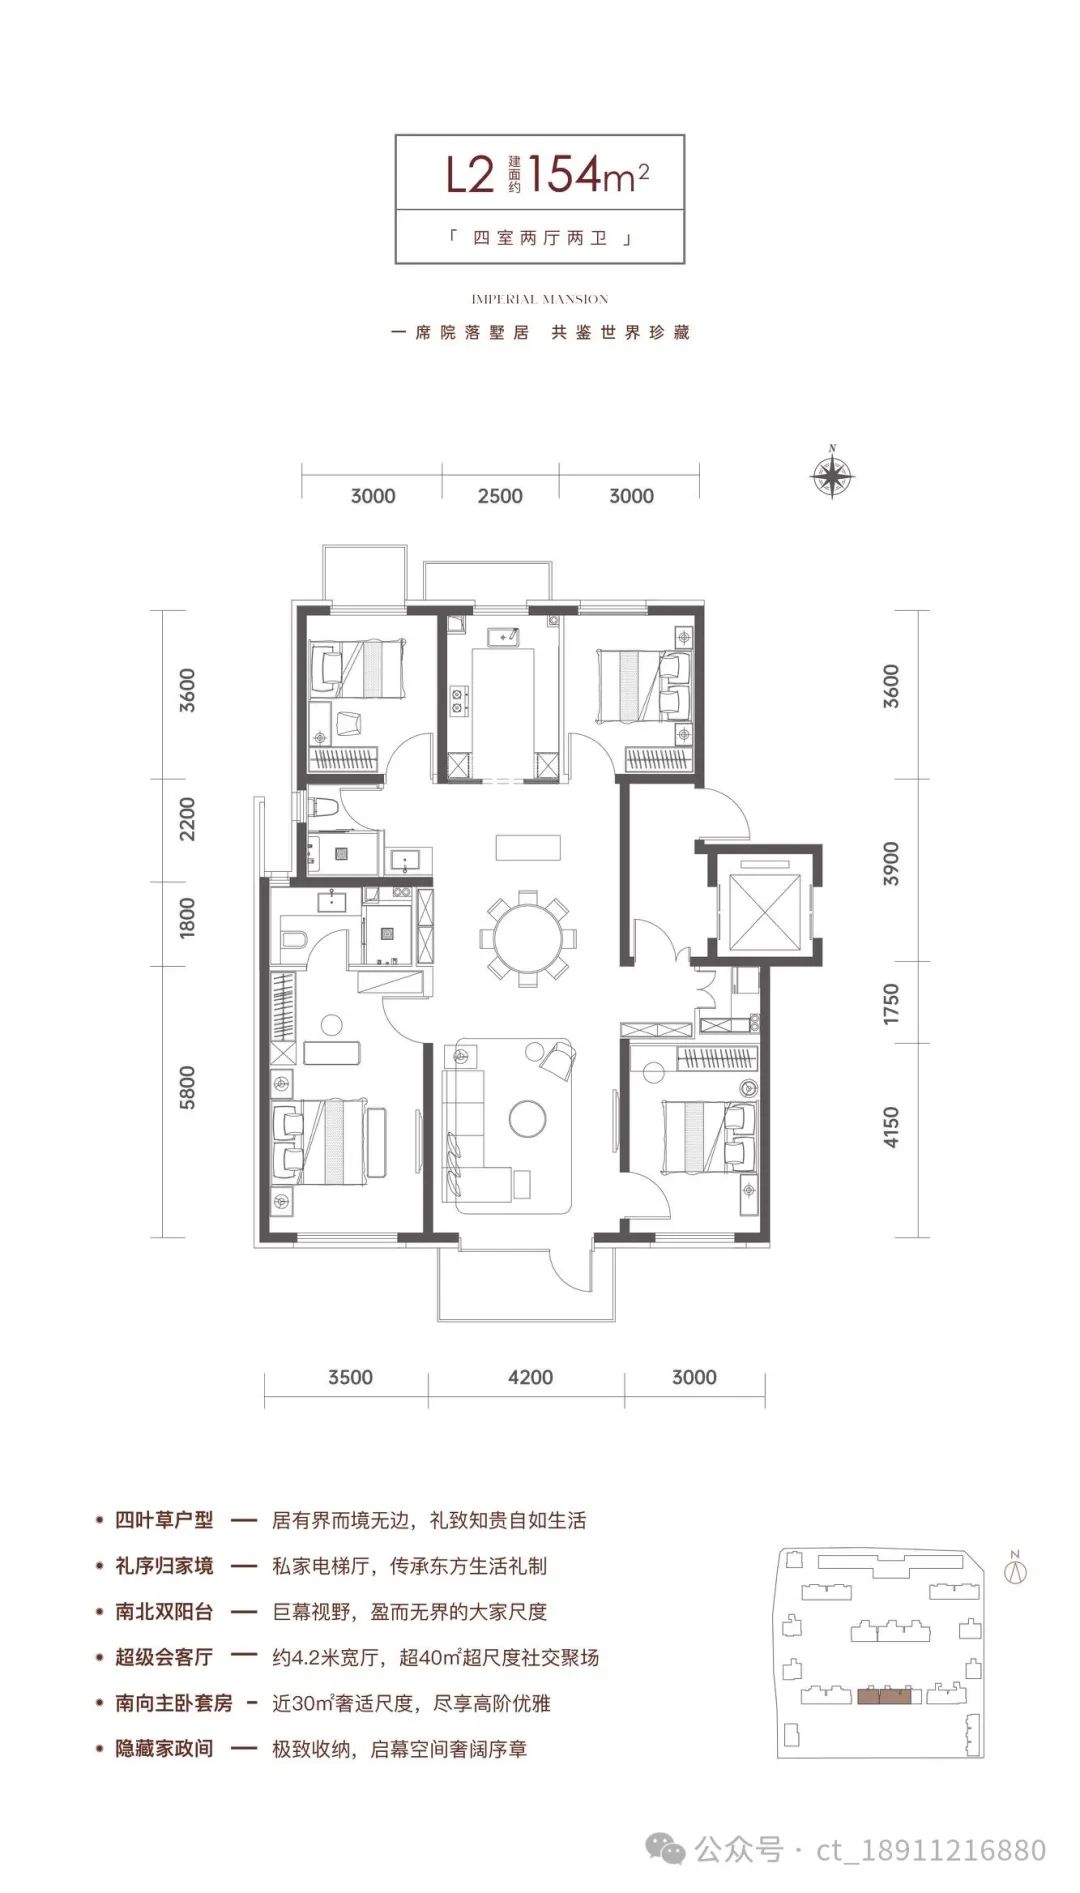 L2 建面约 154m²
「 四室两厅两卫 」
IMPERIAL MANSION
一席院落墅居 共鉴世界珍藏
N
3000 2500 3000
3600
2200
1800
5800
3600
3900
1750
4150
3500 4200 3000
四叶草户型 — 居有界而境无边，礼致知贵自如生活
礼序归家境 — 私家电梯厅，传承东方生活礼制
南北双阳台 — 巨幕视野，盈而无界的大家尺度
超级会客厅 — 约4.2米宽厅，超40㎡超尺度社交聚场
南向主卧套房 - 近30㎡奢适尺度，尽享高阶优雅
隐藏家政间 — 极致收纳，启幕空间奢阔序章
N
公众号 · ct_18911216880